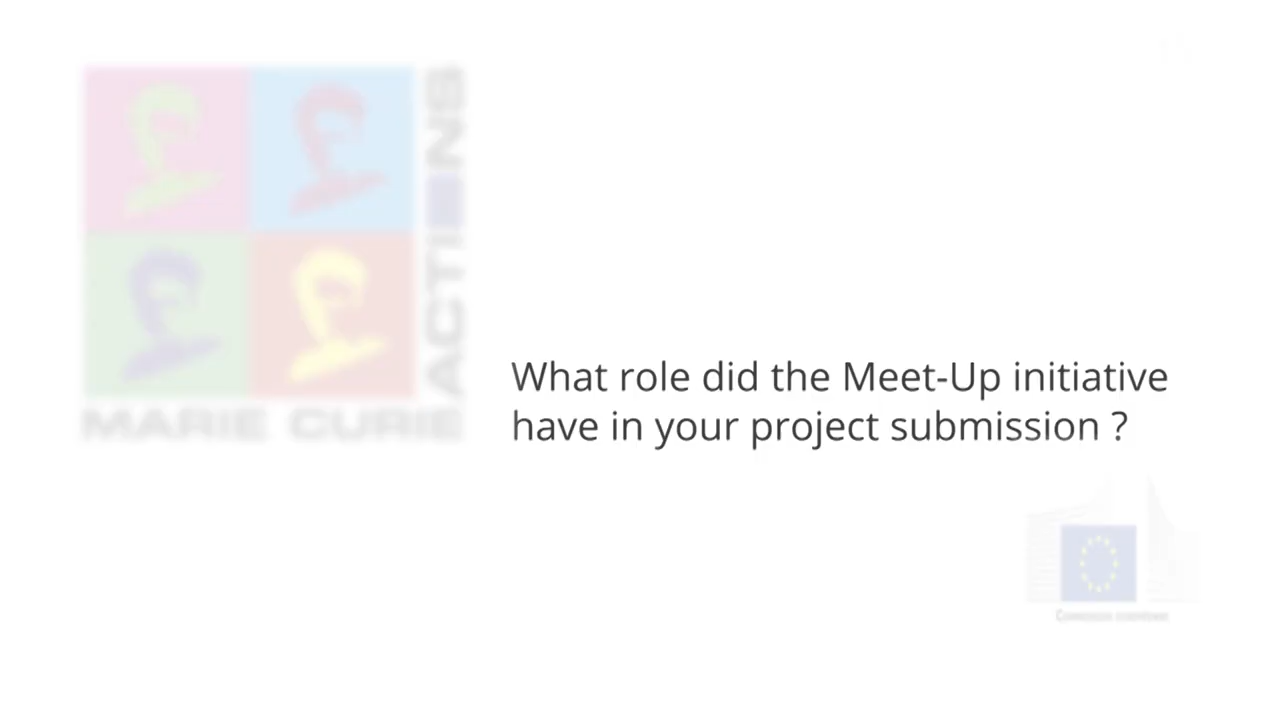 ACTIONS
MARIE CURIE
What role did the Meet-Up initiative
have in your project submission ?